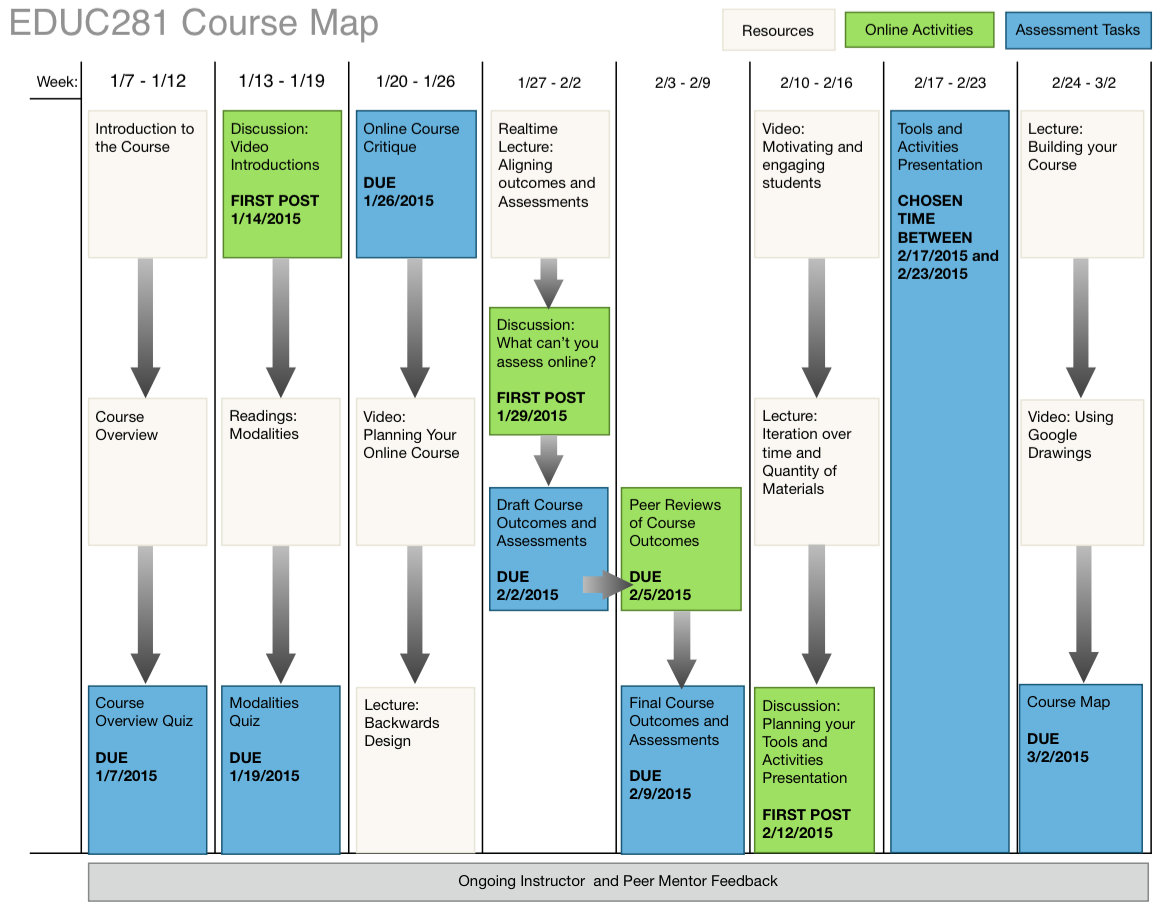 EDUC281 Course Map
Resources
Online Activities
Assessment Tasks
Week:
1/7 - 1/12
1/13 - 1/19
1/20 - 1/26
1/27 - 2/2
2/3 - 2/9
2/10 - 2/16
2/17 - 2/23
2/24 - 3/2
Introduction to
the Course
Course
Overview
Course
Overview Quiz
DUE
1/7/2015
Discussion:
Video
Introductions
FIRST POST
1/14/2015
Readings:
Modalities
Modalities
Quiz
DUE
1/19/2015
Online Course
Critique
DUE
1/26/2015
Video:
Planning Your
Online Course
Lecture:
Backwards
Design
Realtime
Lecture:
Aligning
outcomes and
Assessments
Discussion:
What can't you
assess online?
FIRST POST
1/29/2015
Draft Course
Outcomes and
Assessments
DUE
2/2/2015
Peer Reviews
of Course
Outcomes
DUE
2/5/2015
Final Course
Outcomes and
Assessments
DUE
2/9/2015
Video:
Motivating and
engaging
students
Lecture:
Iteration over
time and
Quantity of
Materials
Discussion:
Planning your
Tools and
Activities
Presentation
FIRST POST
2/12/2015
Tools and
Activities
Presentation
CHOSEN
TIME
BETWEEN
2/17/2015 and
2/23/2015
Lecture:
Building your
Course
Video: Using
Google
Drawings
Course Map
DUE
3/2/2015
Ongoing Instructor  and Peer Mentor Feedback